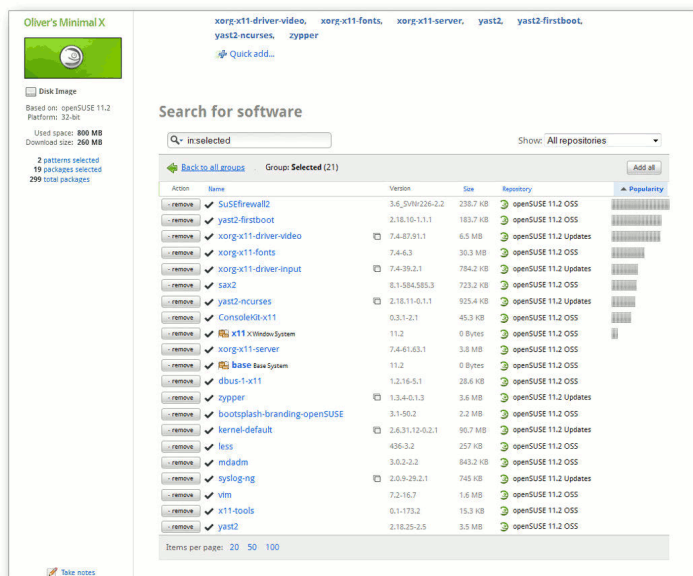 Oliver's Minimal X
Disk Image
Based on: openSUSE 11.2
Platform: 32-bit
Used space: 800 MB
Download size: 260 MB
2 patterns selected
19 packages selected
299 total packages
Take notes
xorg-x11-driver-video, xorg-x11-fonts, xorg-x11-server, yast2, yast2-firstboot,
yast2-ncurses, zypper
Quick add...
Search for software
in:selected
Show: All repositories
Back to all groups Group: Selected (21) Add all
Action Name Version Size Repository Popularity
- remove SuSEfirewall2 3.6_SVNr226-2.2 238.7 KB openSUSE 11.2 OSS
- remove yast2-firstboot 2.18.10-1.1.1 183.7 KB openSUSE 11.2 OSS
- remove xorg-x11-driver-video 7.4-87.91.1 6.5 MB openSUSE 11.2 Updates
- remove xorg-x11-fonts 7.4-6.3 30.3 MB openSUSE 11.2 OSS
- remove xorg-x11-driver-input 7.4-39.2.1 784.2 KB openSUSE 11.2 Updates
- remove sax2 8.1-584.585.3 723.2 KB openSUSE 11.2 OSS
- remove yast2-ncurses 2.18.11-0.1.1 925.4 KB openSUSE 11.2 Updates
- remove ConsoleKit-x11 0.3.1-2.1 45.3 KB openSUSE 11.2 OSS
- remove x11 X Window System 11.2 0 Bytes openSUSE 11.2 OSS
- remove xorg-x11-server 7.4-61.63.1 3.8 MB openSUSE 11.2 OSS
- remove base Base System 11.2 0 Bytes openSUSE 11.2 OSS
- remove dbus-1-x11 1.2.16-5.1 28.6 KB openSUSE 11.2 OSS
- remove zypper 1.3.4-0.1.3 3.6 MB openSUSE 11.2 Updates
- remove bootsplash-branding-openSUSE 3.1-50.2 2.2 MB openSUSE 11.2 OSS
- remove kernel-default 2.6.31.12-0.2.1 90.7 MB openSUSE 11.2 Updates
- remove less 436-3.2 257 KB openSUSE 11.2 OSS
- remove mdadm 3.0.2-2.2 843.2 KB openSUSE 11.2 OSS
- remove syslog-ng 2.0.9-29.2.1 745 KB openSUSE 11.2 Updates
- remove vim 7.2-16.7 1.6 MB openSUSE 11.2 OSS
- remove x11-tools 0.1-173.2 15.3 KB openSUSE 11.2 OSS
- remove yast2 2.18.25-2.5 3.5 MB openSUSE 11.2 OSS
Items per page: 20 50 100